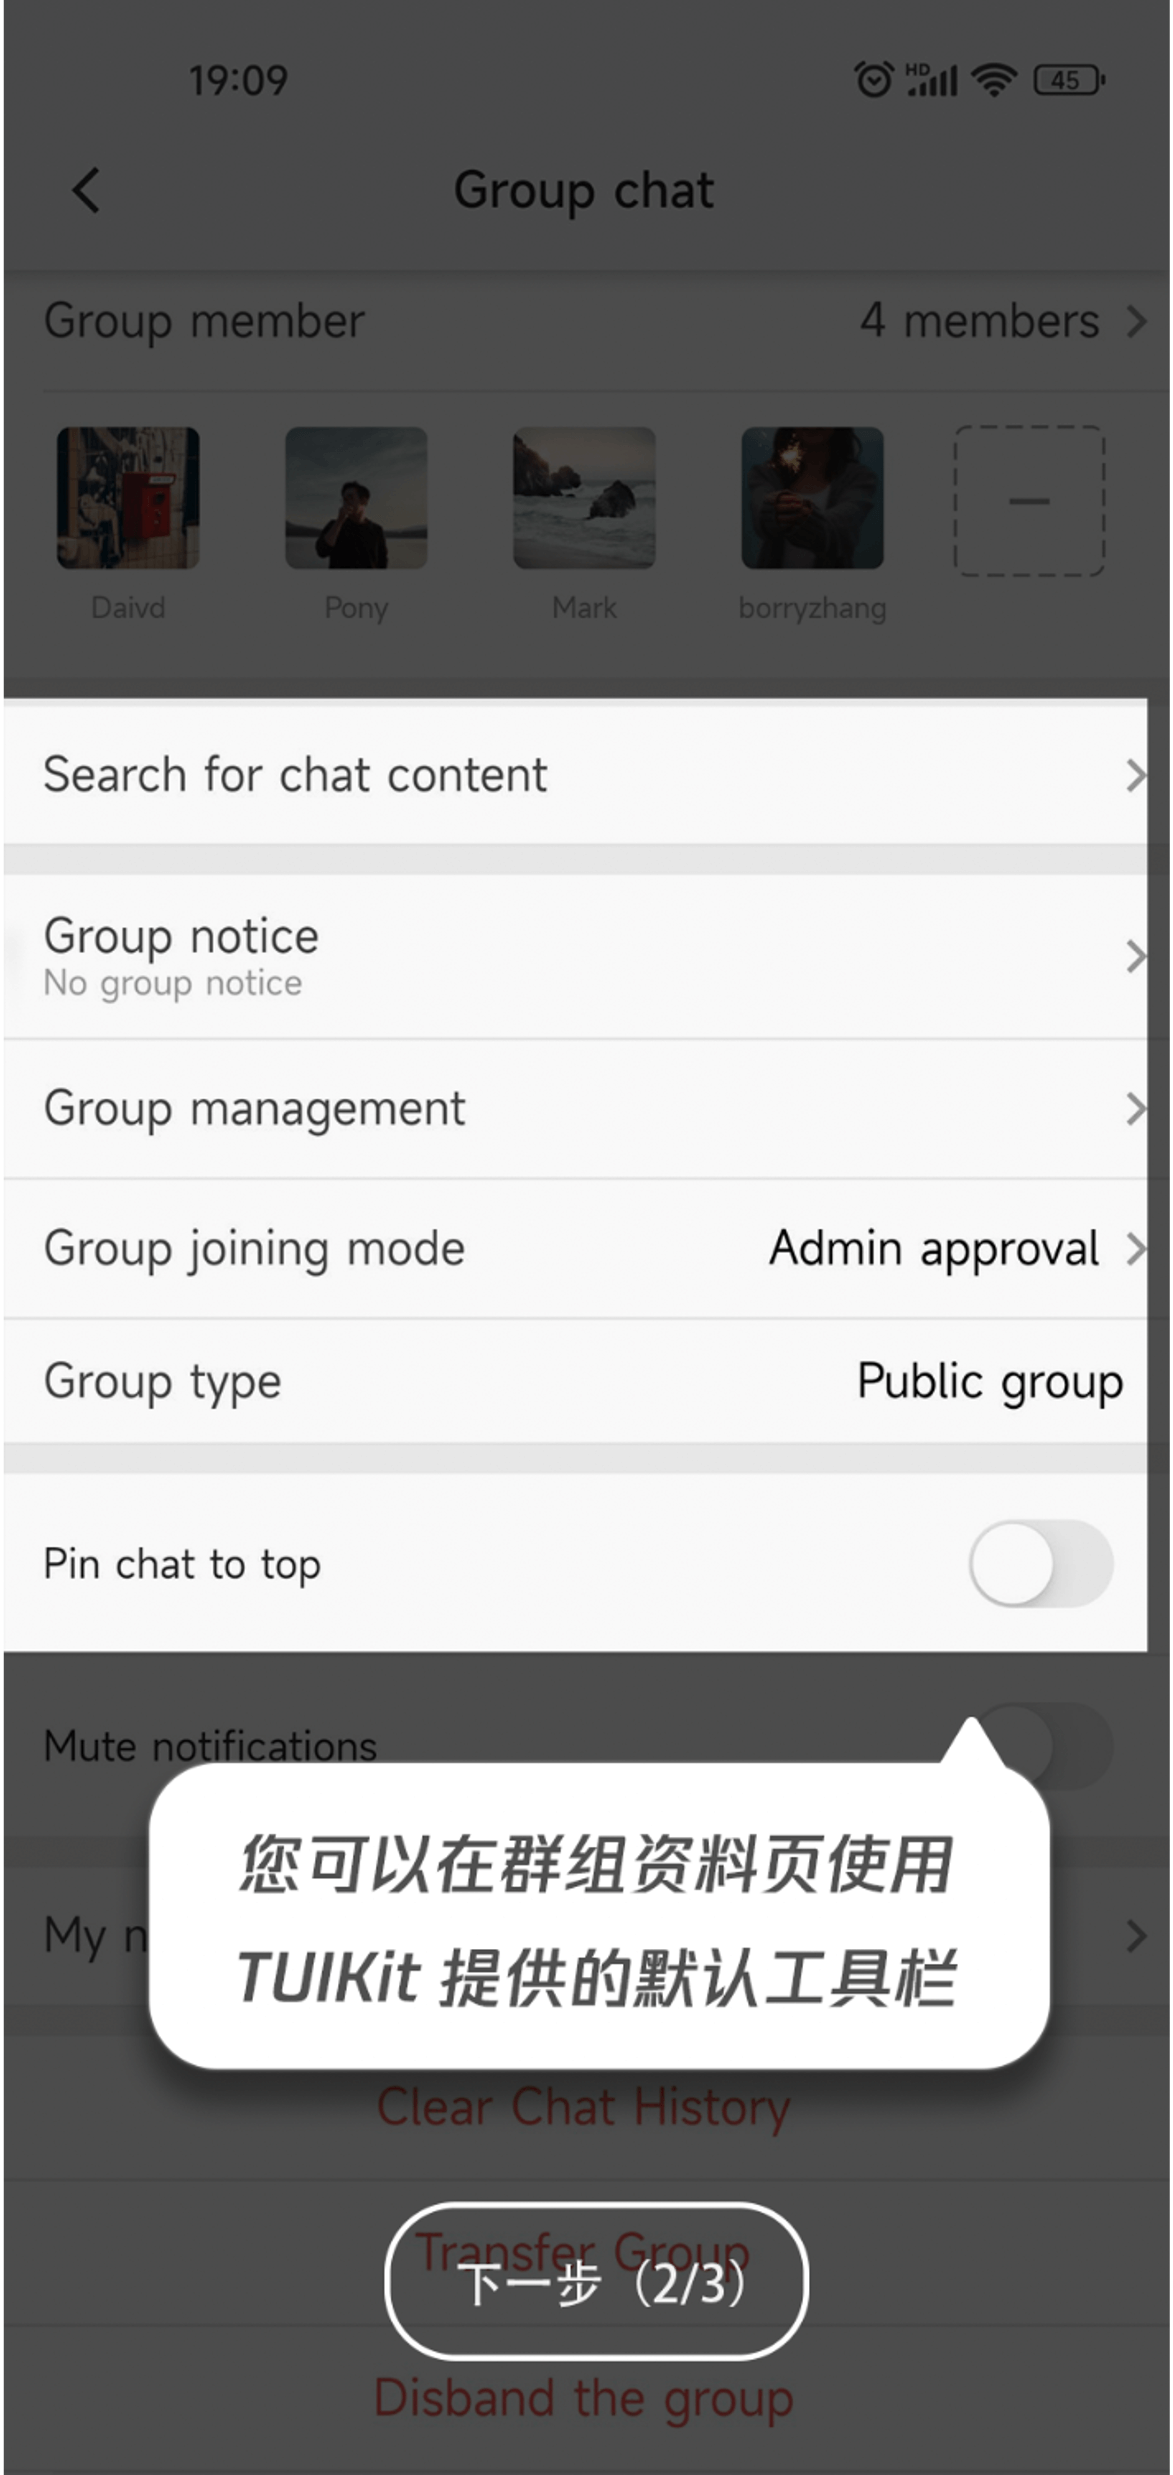 19:09
HD
45
Group chat
Group member 4 members
Daivd Pony Mark borryzhang
Search for chat content
Group notice
No group notice
Group management
Group joining mode Admin approval
Group type Public group
Pin chat to top
Mute notifications
您可以在群组资料页使用
My
TUIKit 提供的默认工具栏
Clear Chat History
Transfer Group
下一步（2/3）
Disband the group